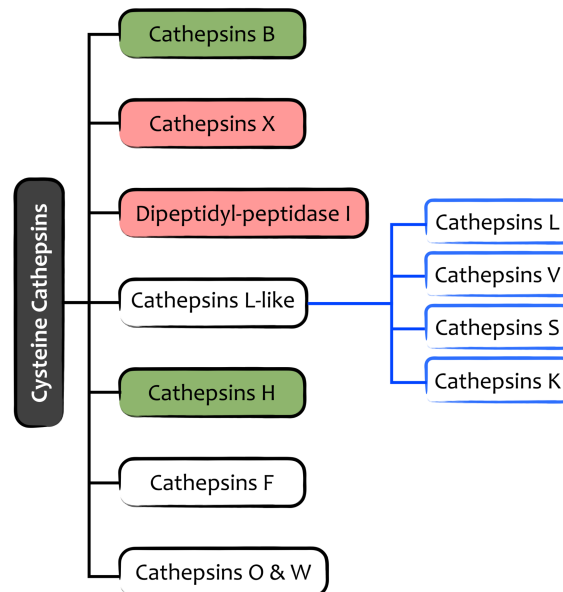 Cysteine Cathepsins
Cathepsins B
Cathepsins X
Dipeptidyl-peptidase I
Cathepsins L-like
Cathepsins L
Cathepsins V
Cathepsins S
Cathepsins K
Cathepsins H
Cathepsins F
Cathepsins O & W